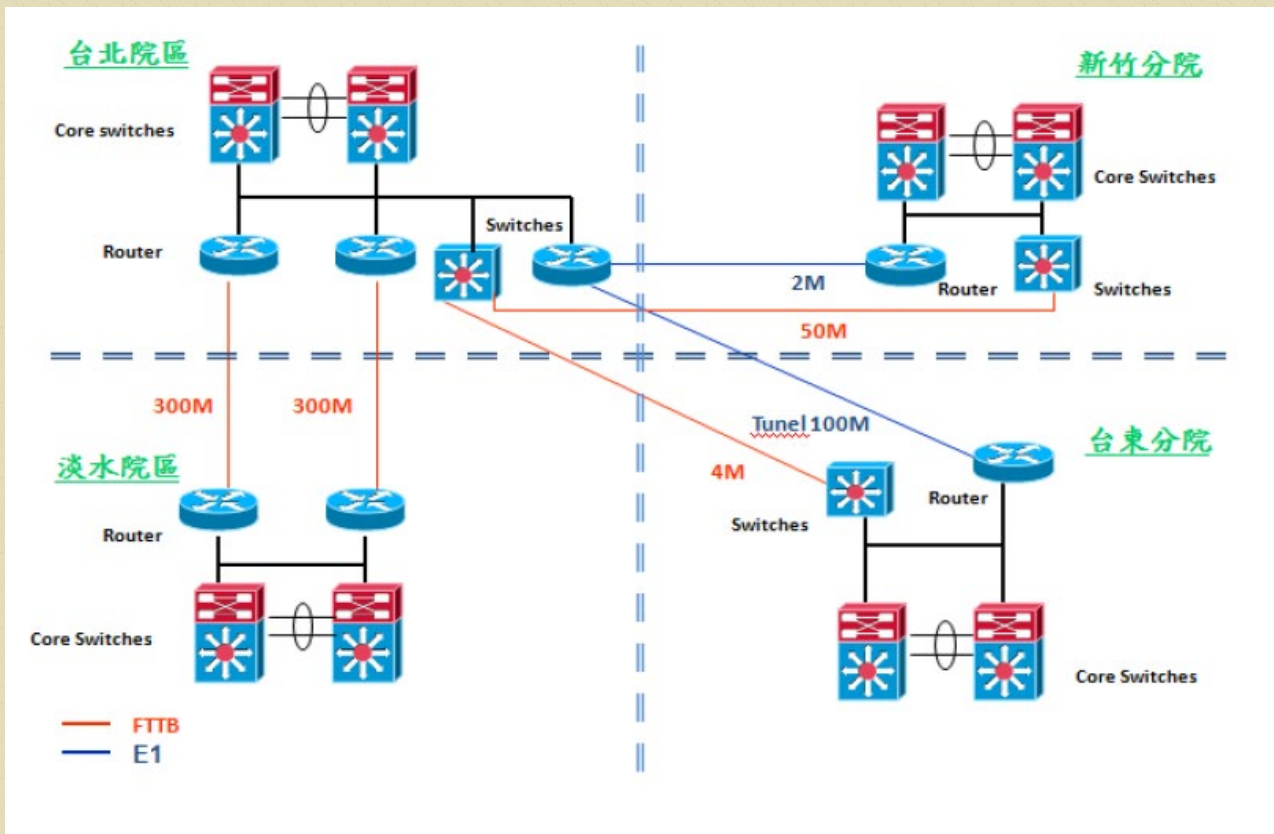 台北院區
Core switches
Router
Switches
新竹分院
Core Switches
Router
Switches
2M
50M
300M
300M
淡水院區
Router
Core Switches
Tunel 100M
4M
台東分院
Router
Switches
Core Switches
FTTB
E1